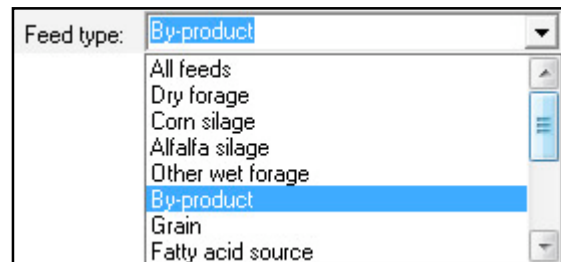 Feed type: By-product
All feeds
Dry forage
Corn silage
Alfalfa silage
Other wet forage
By-product
Grain
Fatty acid source